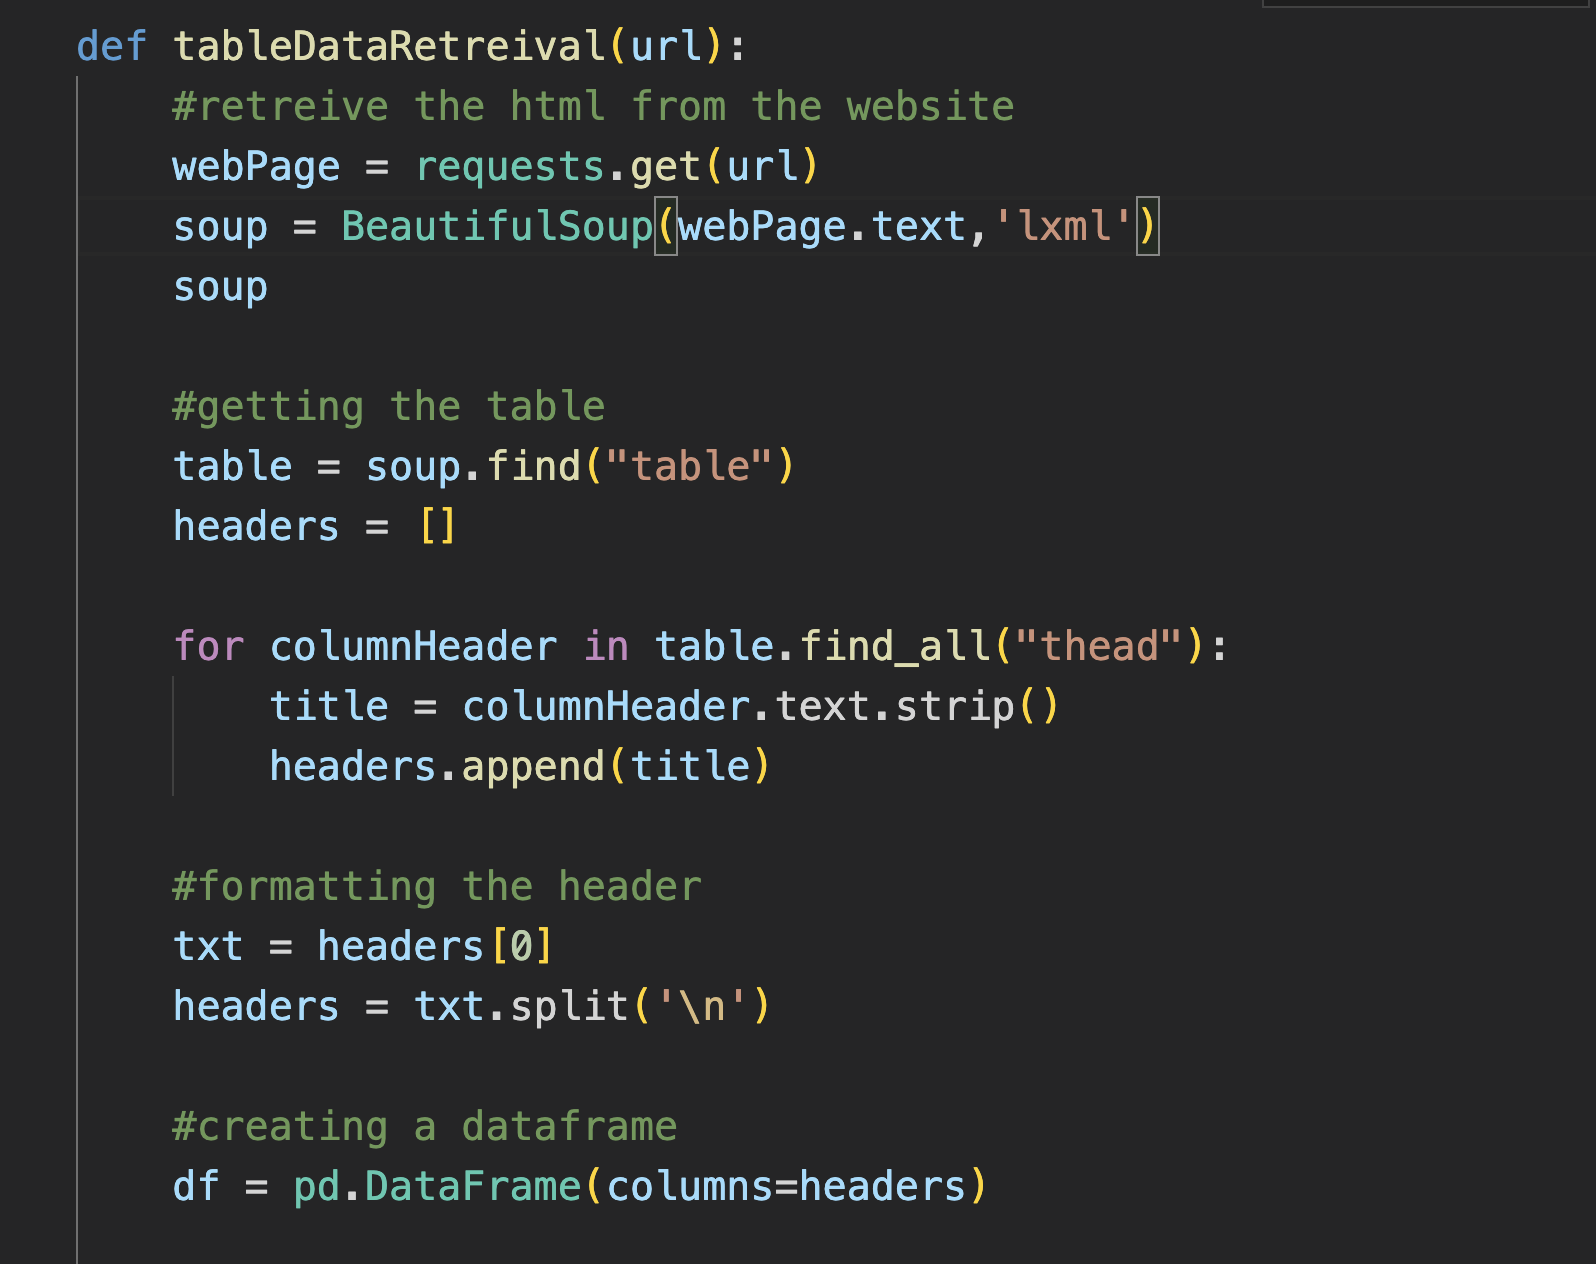 def tableDataRetreival(url):
#retreive the html from the website
webPage = requests.get(url)
soup = BeautifulSoup(webPage.text,'lxml')
soup
#getting the table
table = soup.find("table")
headers = []
for columnHeader in table.find_all("thead"):
title = columnHeader.text.strip()
headers.append(title)
#formatting the header
txt = headers[0]
headers = txt.split('\n')
#creating a dataframe
df = pd.DataFrame(columns=headers)